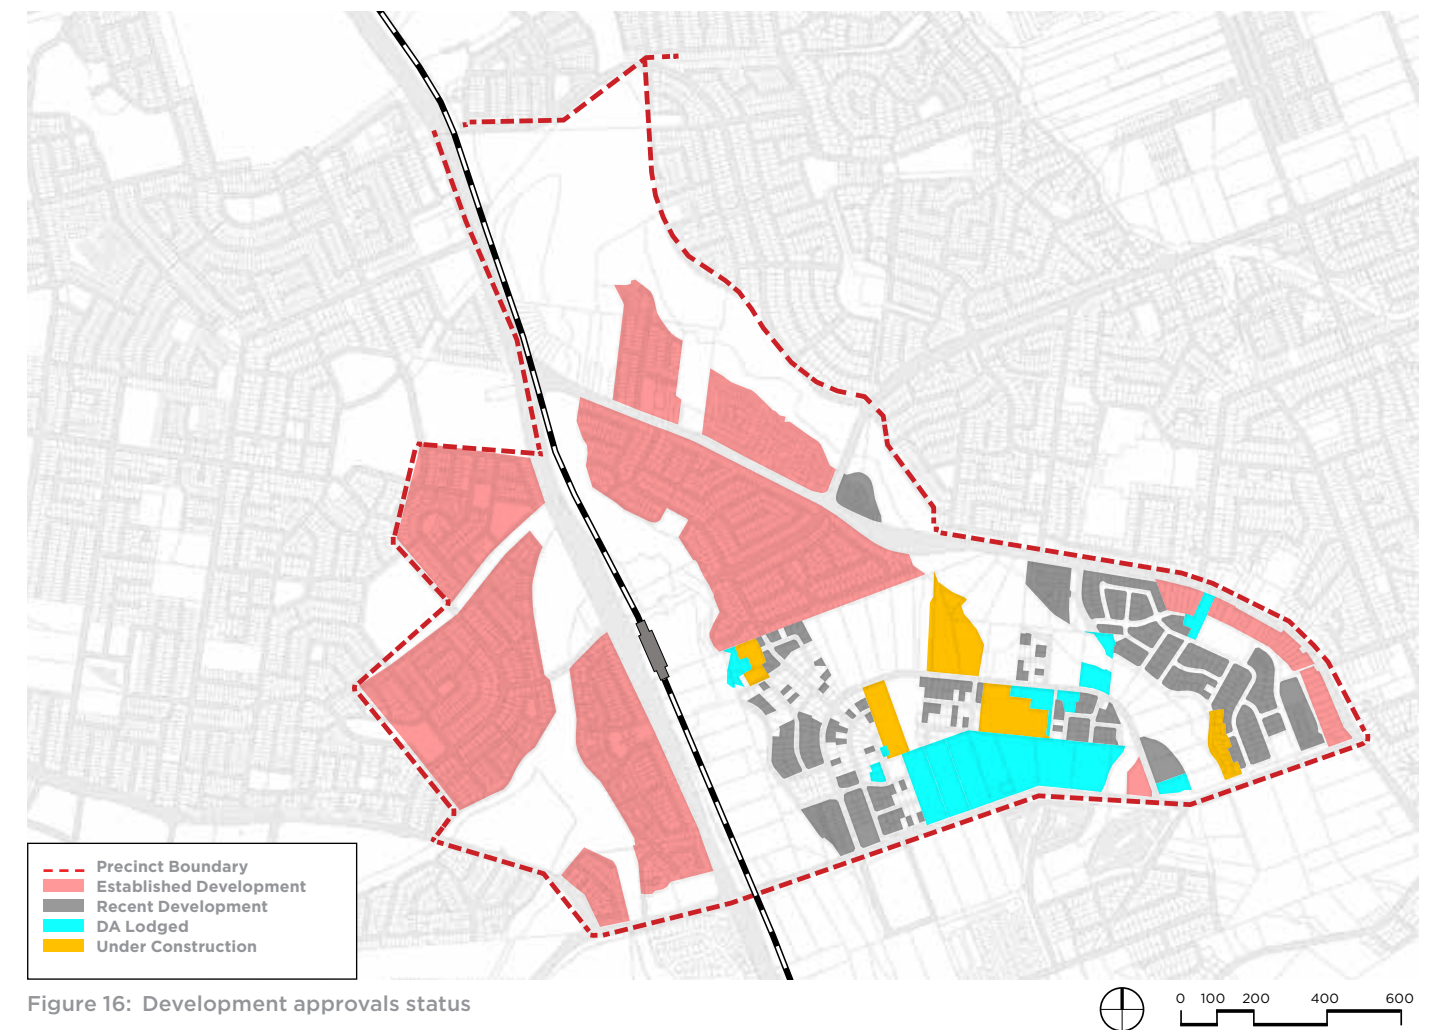 Precinct Boundary
Established Development
Recent Development
DA Lodged
Under Construction
Figure 16: Development approvals status
0 100 200 400 600